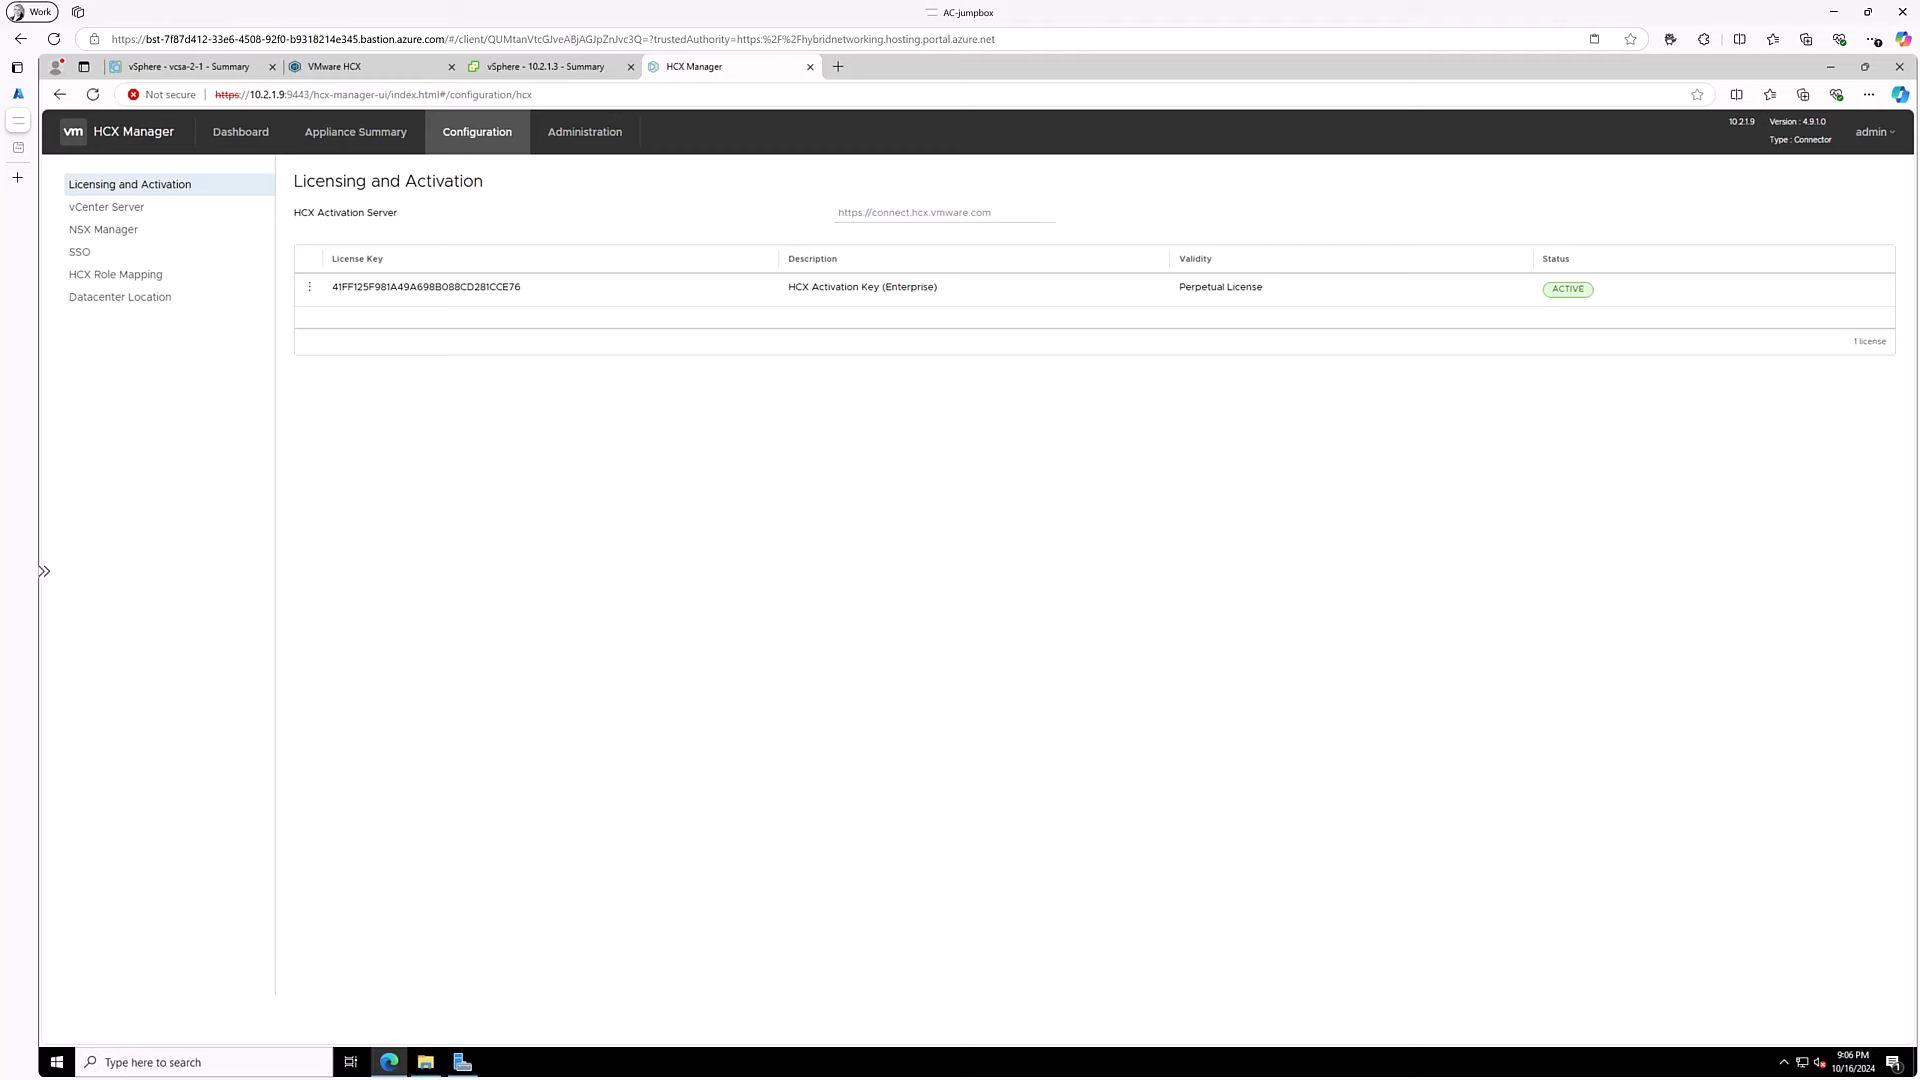 Work
AC-jumpbox
https://bst-7f87d412-33e6-4508-92f0-b9318214e345.bastion.azure.com/#/client/QUMtanVtcGJveABjAGJpZnJvc3Q=?trustedAuthority=https:%2F%2Fhybridnetworking.hosting.portal.azure.net
vSphere - vcsa-2-1 - Summary
VMware HCX
vSphere - 10.2.1.3 - Summary
HCX Manager
Not secure
https://10.2.1.9:9443/hcx-manager-ui/index.html#/configuration/hcx
vm HCX Manager
Dashboard
Appliance Summary
Configuration
Administration
10.2.1.9
Version : 4.9.1.0
Type : Connector
admin
Licensing and Activation
vCenter Server
NSX Manager
SSO
HCX Role Mapping
Datacenter Location
Licensing and Activation
HCX Activation Server
https://connect.hcx.vmware.com
License Key
Description
Validity
Status
41FF125F981A49A698B088CD281CCE76
HCX Activation Key (Enterprise)
Perpetual License
ACTIVE
1 license
Type here to search
9:06 PM
10/16/2024
1